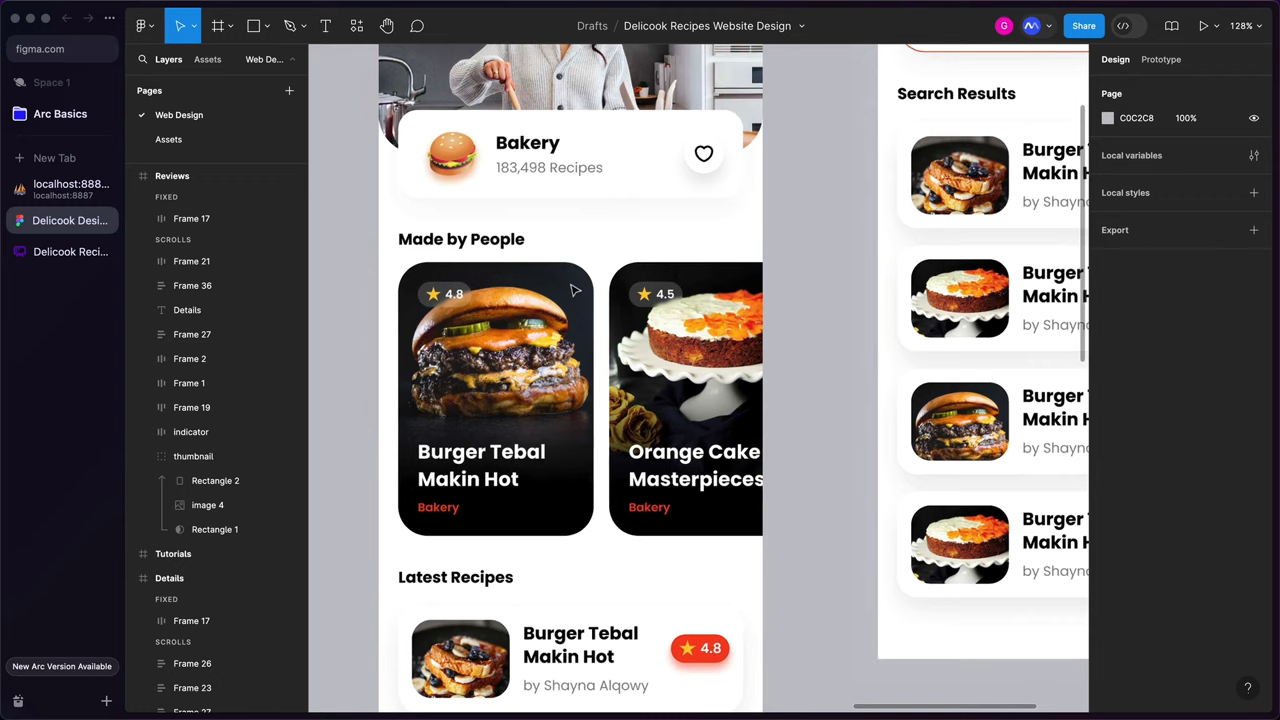 figma.com
Space 1
Arc Basics
New Tab
localhost:888...
localhost:8887
Delicook Desi...
Delicook Reci...
New Arc Version Available
Drafts / Delicook Recipes Website Design
G
Share
128%
Layers
Assets
Web De...
Pages
Web Design
Assets
Reviews
FIXED
Frame 17
SCROLLS
Frame 21
Frame 36
Details
Frame 27
Frame 2
Frame 1
Frame 19
indicator
thumbnail
Rectangle 2
image 4
Rectangle 1
Tutorials
Details
FIXED
Frame 17
SCROLLS
Frame 26
Frame 23
Bakery
183,498 Recipes
Made by People
4.8
Burger Tebal
Makin Hot
Bakery
4.5
Orange Cake
Masterpieces
Bakery
Latest Recipes
Burger Tebal
Makin Hot
by Shayna Alqowy
4.8
Search Results
Burger
Makin H
by Shayna
Burger
Makin H
by Shayna
Burger
Makin H
by Shayna
Burger
Makin H
by Shayna
Design
Prototype
Page
C0C2C8
100%
Local variables
Local styles
Export
?